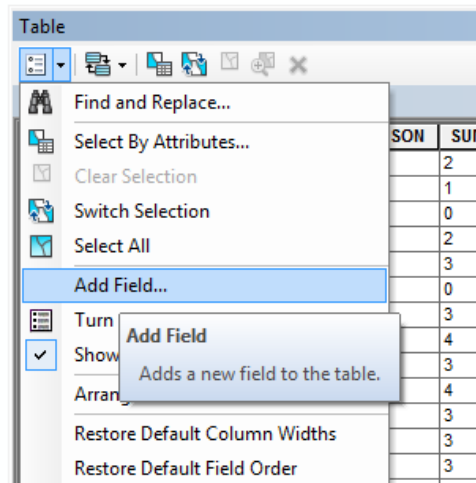 Table
Find and Replace...
Select By Attributes...
SON SU
Clear Selection
2
1
Switch Selection
0
Select All
2
3
Add Field...
0
Turn
3
Add Field
4
Show
3
Adds a new field to the table.
Arran
4
3
Restore Default Column Widths
3
Restore Default Field Order
3